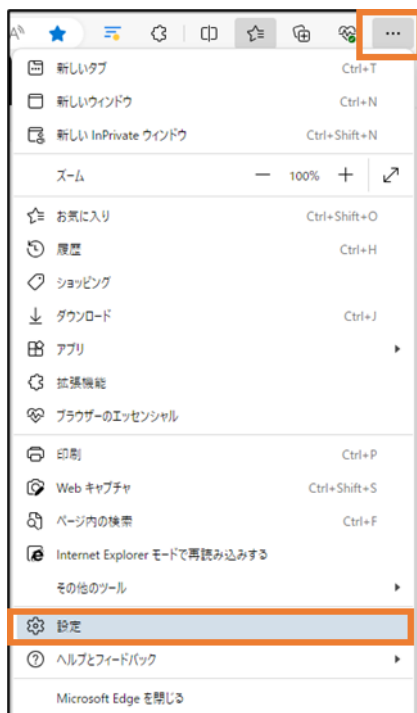 A
新しいタブ Ctrl+T
新しいウィンドウ Ctrl+N
新しい InPrivate ウィンドウ Ctrl+Shift+N
ズーム — 100% +
お気に入り Ctrl+Shift+O
履歴 Ctrl+H
ショッピング
ダウンロード Ctrl+J
アプリ
拡張機能
ブラウザーのエッセンシャル
印刷 Ctrl+P
Web キャプチャ Ctrl+Shift+S
ページ内の検索 Ctrl+F
Internet Explorer モードで再読み込みする
その他のツール
設定
ヘルプとフィードバック
Microsoft Edge を閉じる